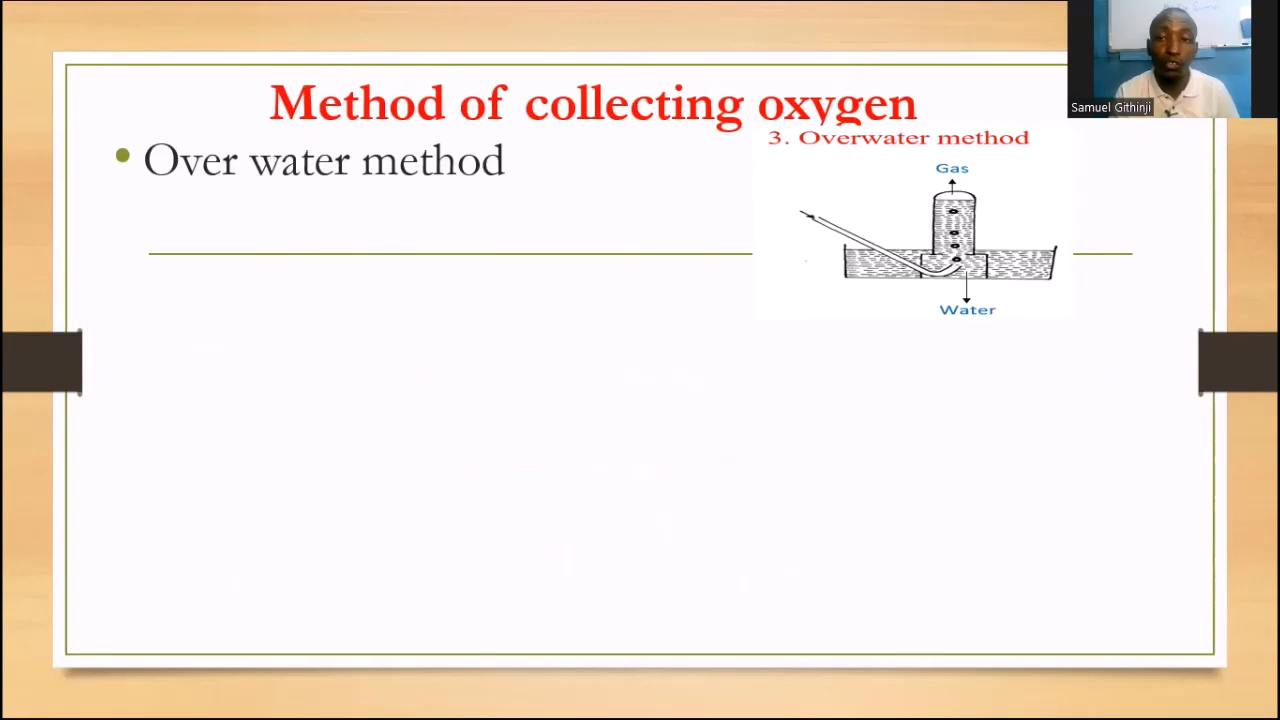 Method of collecting oxygen
• Over water method
3. Overwater method
Gas
Water
Samuel Githinji